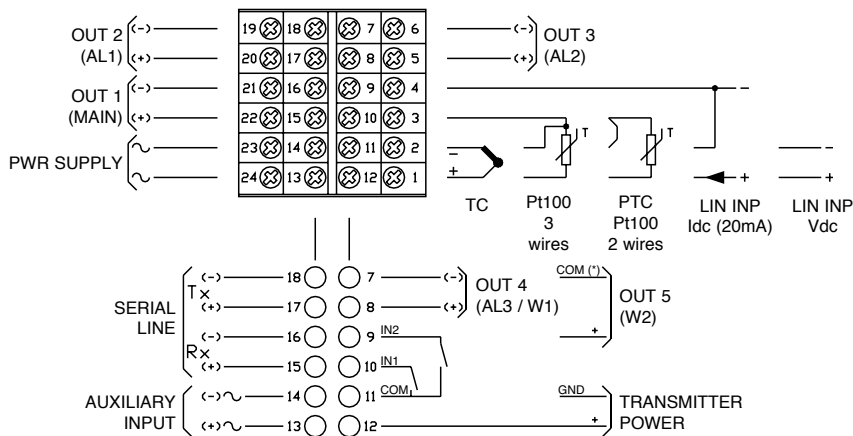 OUT 2 (-) 19 18 7 6 (-) OUT 3
(AL1) (+) 20 17 8 5 (+) (AL2)
OUT 1 (-) 21 16 9 4 -
(MAIN) (+) 22 15 10 3 T T
PWR SUPPLY 23 14 11 2 - -
24 13 12 1 + + +
TC Pt100 PTC LIN INP LIN INP
3 Pt100 Idc (20mA) Vdc
wires 2 wires
(-) 18 7 (-) OUT 4 COM (*) OUT 5
Tx
(+) 17 8 (+) (AL3 / W1) (W2)
SERIAL
LINE
(-) 16 9 IN2 +
Rx
(+) 15 10 IN1
AUXILIARY (-) 14 11 COM GND TRANSMITTER
INPUT (+) 13 12 + POWER